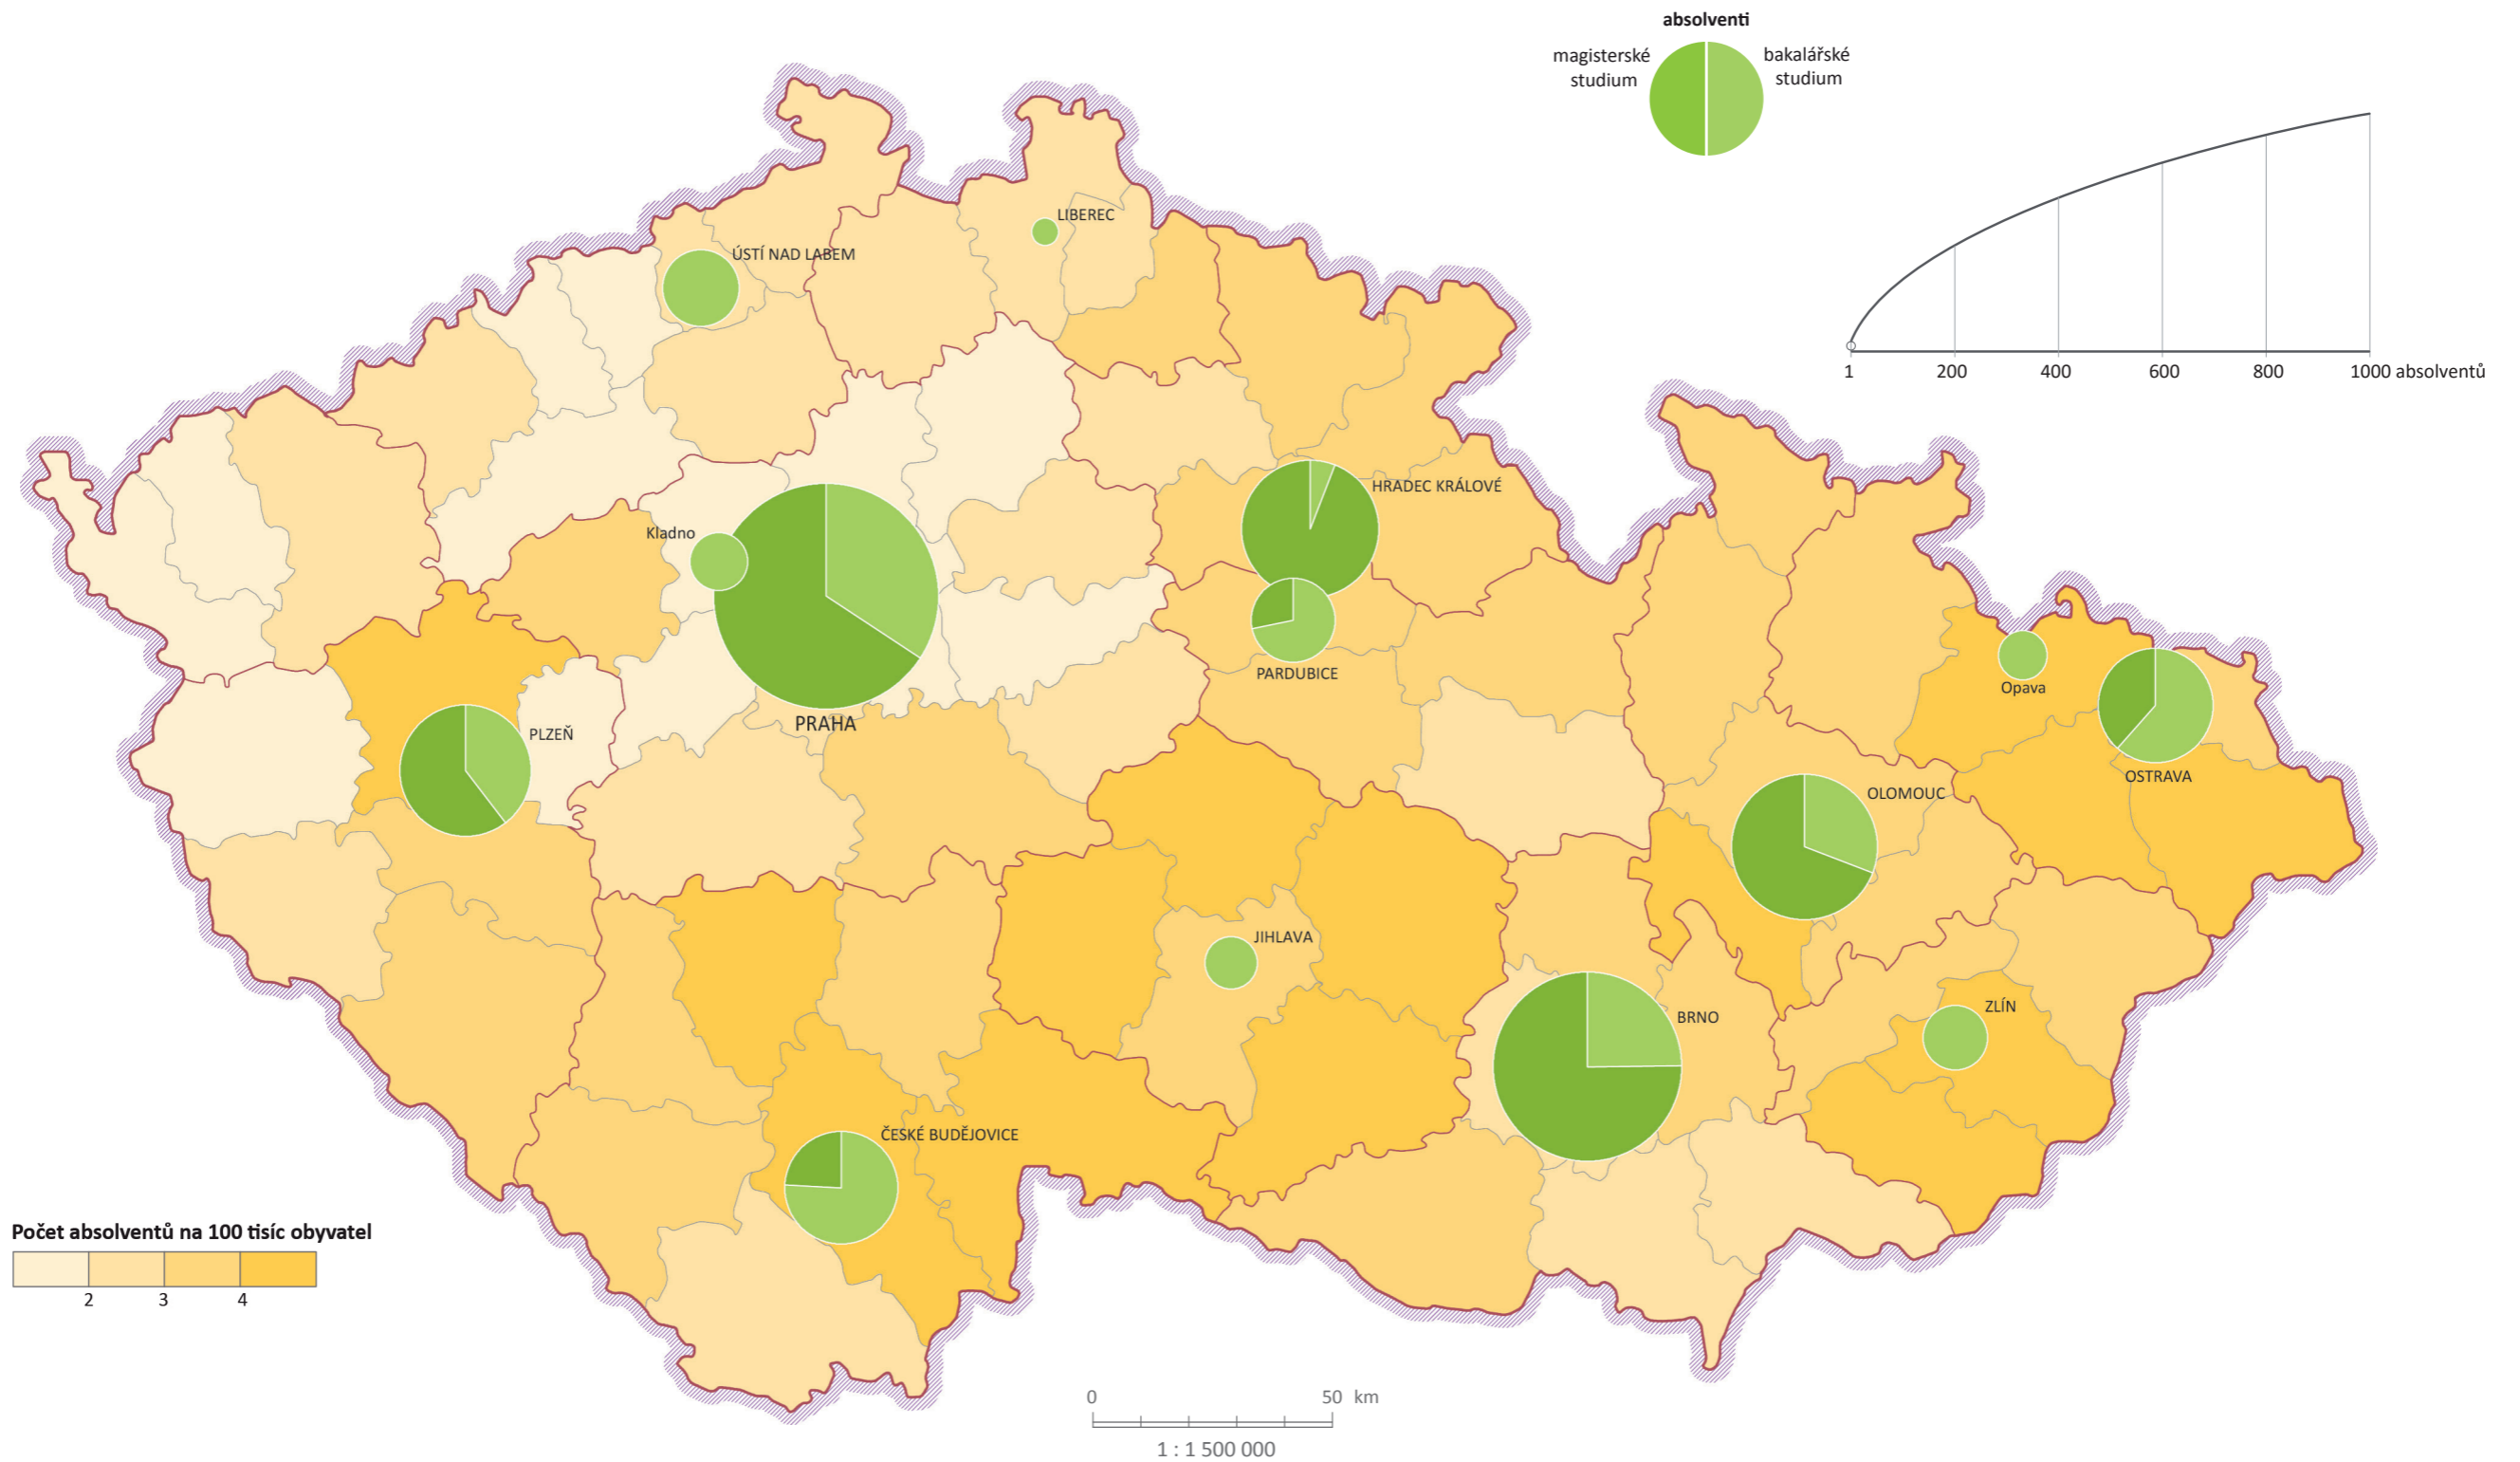 absolventi
magisterské
studium
bakalářské
studium
1
200
400
600
800
1000 absolventů
LIBEREC
ÚSTÍ NAD LABEM
HRADEC KRÁLOVÉ
Kladno
PARDUBICE
Opava
PRAHA
PLZEŇ
OSTRAVA
OLOMOUC
JIHLAVA
ZLÍN
BRNO
ČESKÉ BUDĚJOVICE
Počet absolventů na 100 tisíc obyvatel
2
3
4
0
50 km
1 : 1 500 000